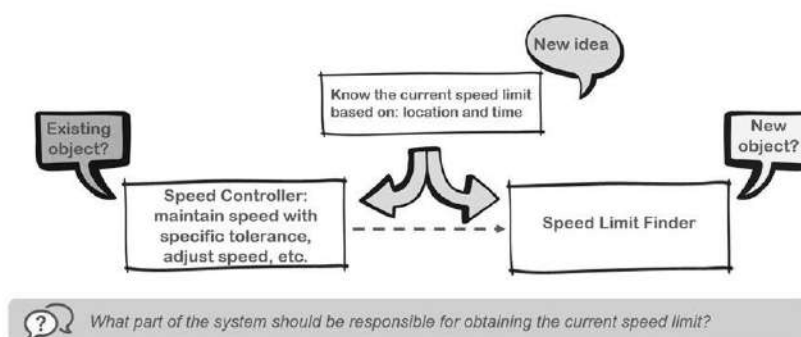 New idea
Know the current speed limit
based on: location and time
Existing
object?
New
object?
Speed Controller:
maintain speed with
specific tolerance,
adjust speed, etc.
Speed Limit Finder
? What part of the system should be responsible for obtaining the current speed limit?